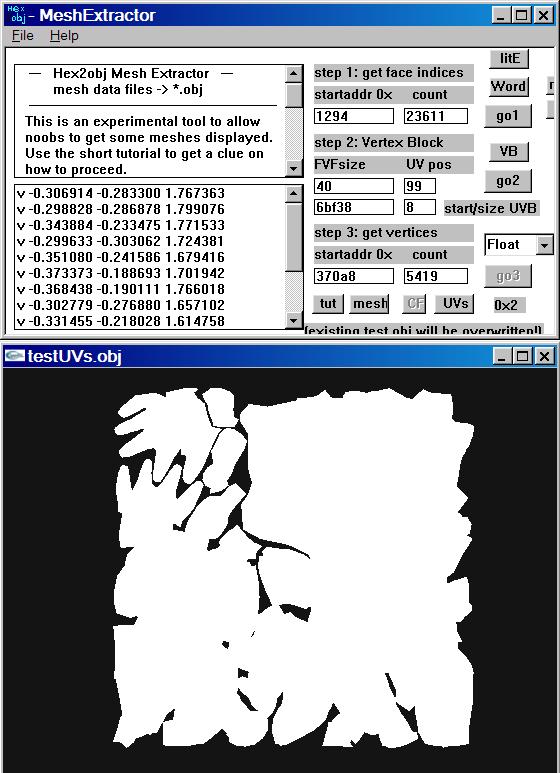 Hex obj - MeshExtractor
File Help
— Hex2obj Mesh Extractor —
mesh data files -> *.obj
This is an experimental tool to allow
noobs to get some meshes displayed.
Use the short tutorial to get a clue on
how to proceed.
v -0.306914 -0.283300 1.767363
v -0.298828 -0.286878 1.799076
v -0.343884 -0.233475 1.771533
v -0.299633 -0.303062 1.724381
v -0.351080 -0.241586 1.679416
v -0.373373 -0.188693 1.701942
v -0.368438 -0.190111 1.766018
v -0.302779 -0.276880 1.657102
v -0.331455 -0.218028 1.614758
step 1: get face indices
startaddr 0x count
1294 23611
step 2: Vertex Block
FVFsize UV pos
40 99
6bf38 8 start/size UVB
step 3: get vertices
startaddr 0x count
370a8 5419
tut mesh CF UVs
(existing test.obj will be overwritten!)
litE
Word
go1
VB
go2
Float
go3
0x2
testUVs.obj